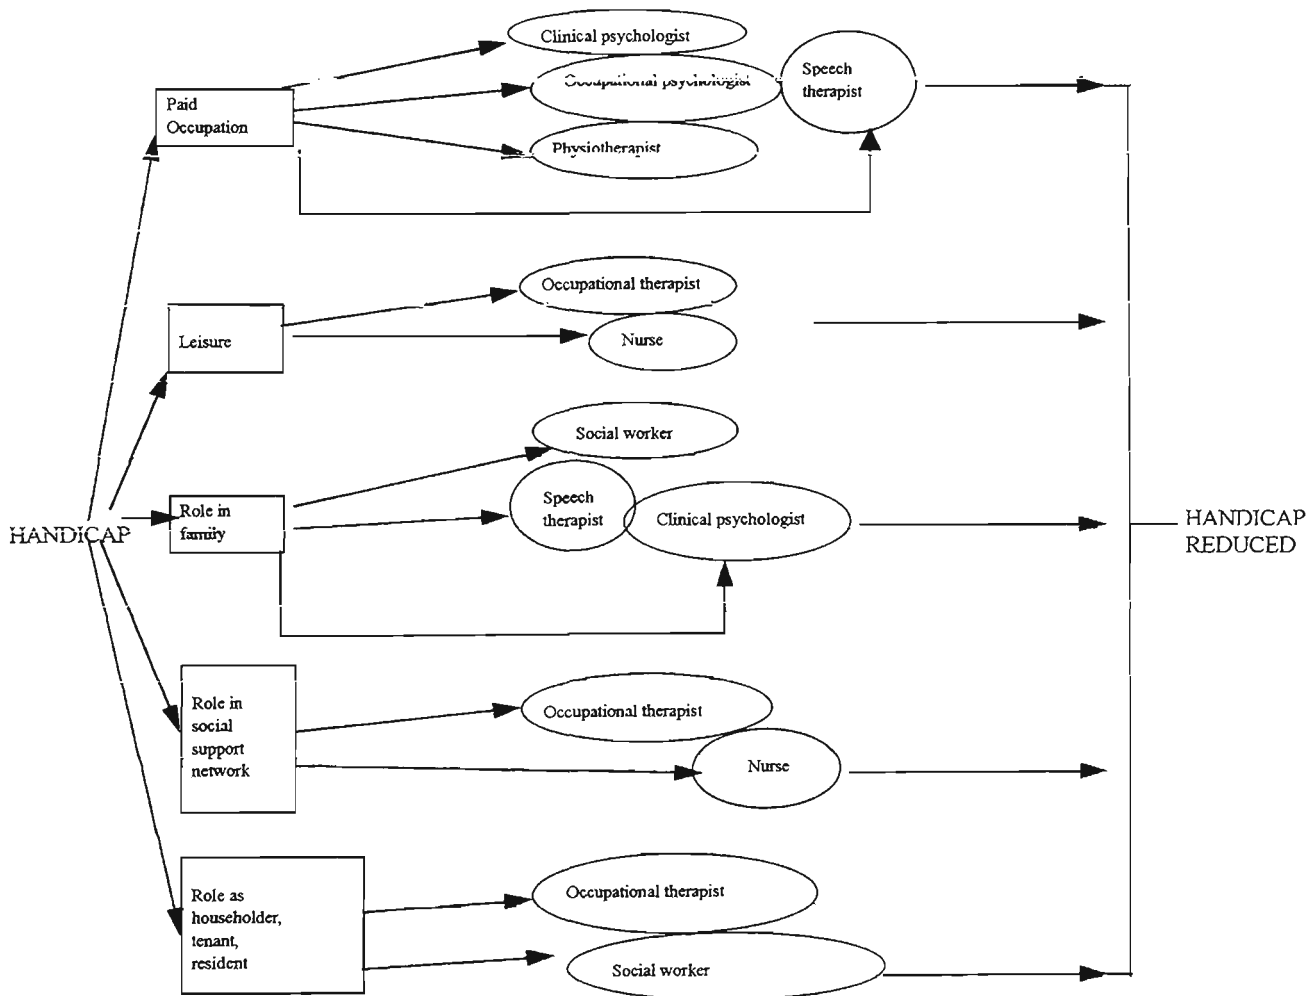 Clinical psychologist
Occupational psychologist
Speech
therapist
Paid
Occupation
Physiotherapist
Occupational therapist
Leisure
Nurse
Social worker
Role in
family
Speech
therapist
Clinical psychologist
HANDICAP
HANDICAP
REDUCED
Role in
social
support
network
Occupational therapist
Nurse
Role as
householder,
tenant,
resident
Occupational therapist
Social worker